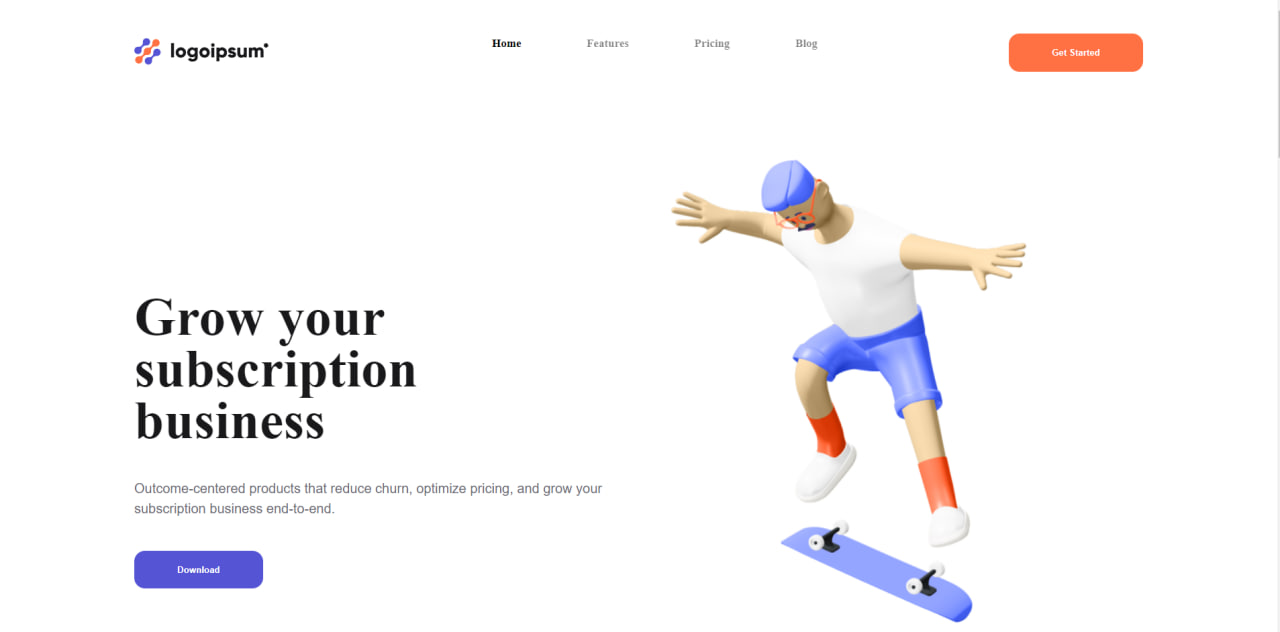 logoipsum
Home
Features
Pricing
Blog
Get Started
Grow your
subscription
business
Outcome-centered products that reduce churn, optimize pricing, and grow your
subscription business end-to-end.
Download